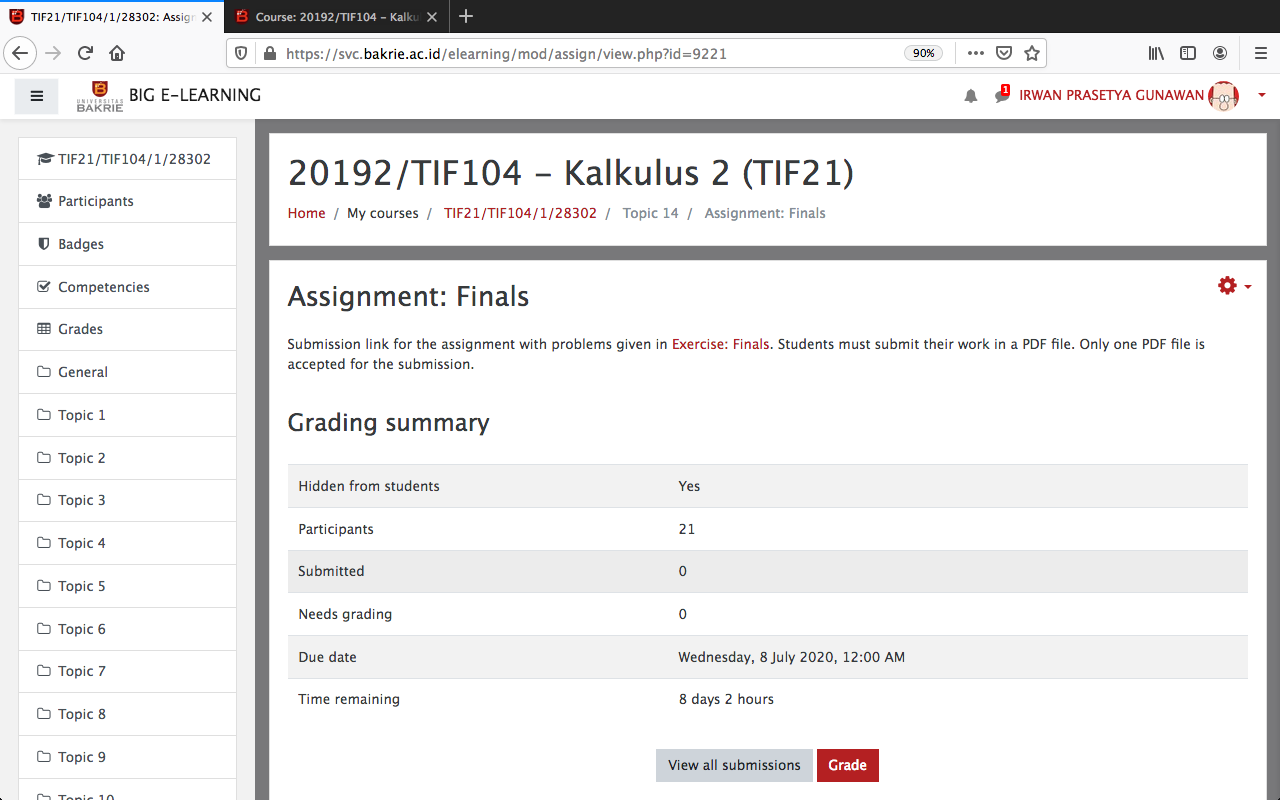 TIF21/TIF104/1/28302: Assign
Course: 20192/TIF104 – Kalku
https://svc.bakrie.ac.id/elearning/mod/assign/view.php?id=9221
90%
UNIVERSITAS
BAKRIE
BIG E-LEARNING
1
IRWAN PRASETYA GUNAWAN
TIF21/TIF104/1/28302
Participants
Badges
Competencies
Grades
General
Topic 1
Topic 2
Topic 3
Topic 4
Topic 5
Topic 6
Topic 7
Topic 8
Topic 9
Topic 10
20192/TIF104 – Kalkulus 2 (TIF21)
Home / My courses / TIF21/TIF104/1/28302 / Topic 14 / Assignment: Finals
Assignment: Finals
Submission link for the assignment with problems given in Exercise: Finals. Students must submit their work in a PDF file. Only one PDF file is
accepted for the submission.
Grading summary
Hidden from students Yes
Participants 21
Submitted 0
Needs grading 0
Due date Wednesday, 8 July 2020, 12:00 AM
Time remaining 8 days 2 hours
View all submissions Grade